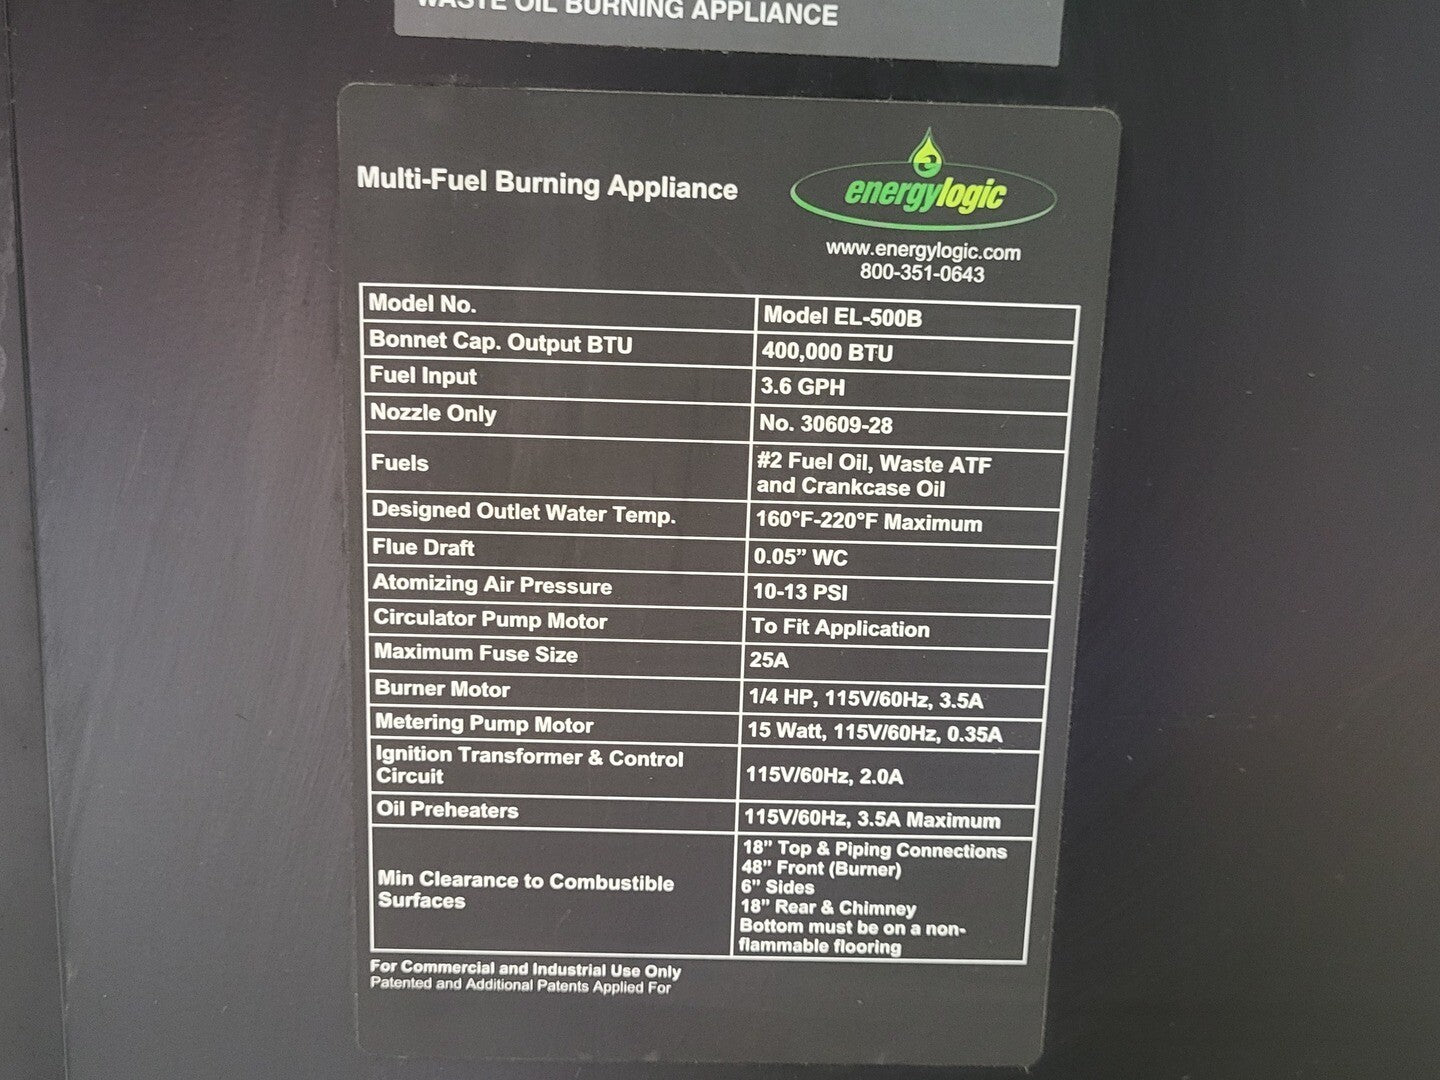 WASTE OIL BURNING APPLIANCE
Multi-Fuel Burning Appliance
energylogic
www.energylogic.com
800-351-0643
Model No. Model EL-500B
Bonnet Cap. Output BTU 400,000 BTU
Fuel Input 3.6 GPH
Nozzle Only No. 30609-28
Fuels #2 Fuel Oil, Waste ATF
and Crankcase Oil
Designed Outlet Water Temp. 160°F-220°F Maximum
Flue Draft 0.05” WC
Atomizing Air Pressure 10-13 PSI
Circulator Pump Motor To Fit Application
Maximum Fuse Size 25A
Burner Motor 1/4 HP, 115V/60Hz, 3.5A
Metering Pump Motor 15 Watt, 115V/60Hz, 0.35A
Ignition Transformer & Control
Circuit 115V/60Hz, 2.0A
Oil Preheaters 115V/60Hz, 3.5A Maximum
Min Clearance to Combustible
Surfaces
18” Top & Piping Connections
48” Front (Burner)
6” Sides
18” Rear & Chimney
Bottom must be on a non-
flammable flooring
For Commercial and Industrial Use Only
Patented and Additional Patents Applied For